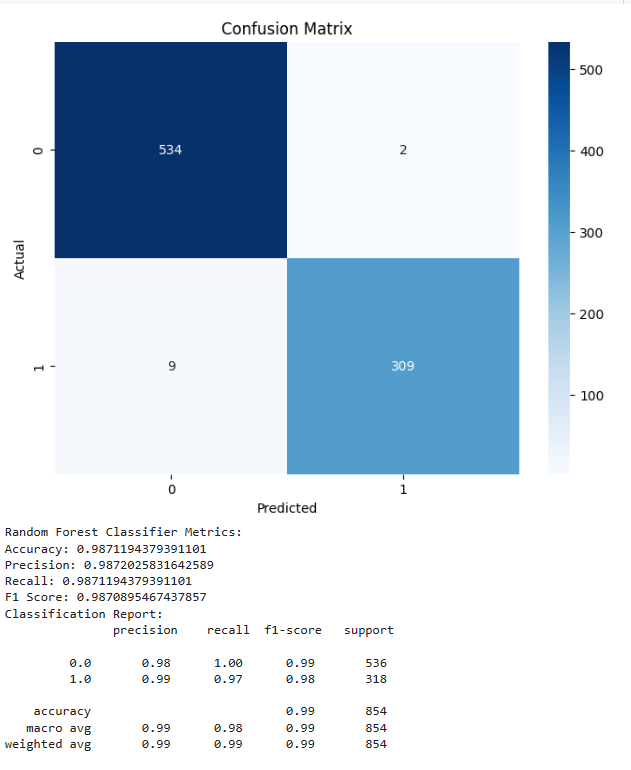 Confusion Matrix
534 2
9 309
0
1
Actual
0 1
Predicted
500
400
300
200
100
Random Forest Classifier Metrics:
Accuracy: 0.9871194379391101
Precision: 0.9872025831642589
Recall: 0.9871194379391101
F1 Score: 0.9870895467437857
Classification Report:
precision recall f1-score support
0.0 0.98 1.00 0.99 536
1.0 0.99 0.97 0.98 318
accuracy 0.99 854
macro avg 0.99 0.98 0.99 854
weighted avg 0.99 0.99 0.99 854